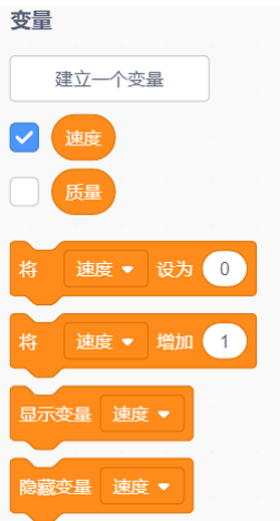 变量
建立一个变量
速度
质量
将 速度 设为 0
将 速度 增加 1
显示变量 速度
隐藏变量 速度